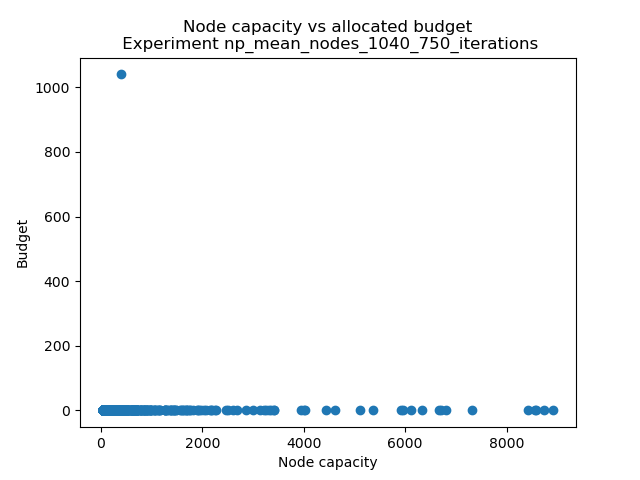 Node capacity vs allocated budget
Experiment np_mean_nodes_1040_750_iterations
1000
800
600
400
200
0
Budget
0 2000 4000 6000 8000
Node capacity